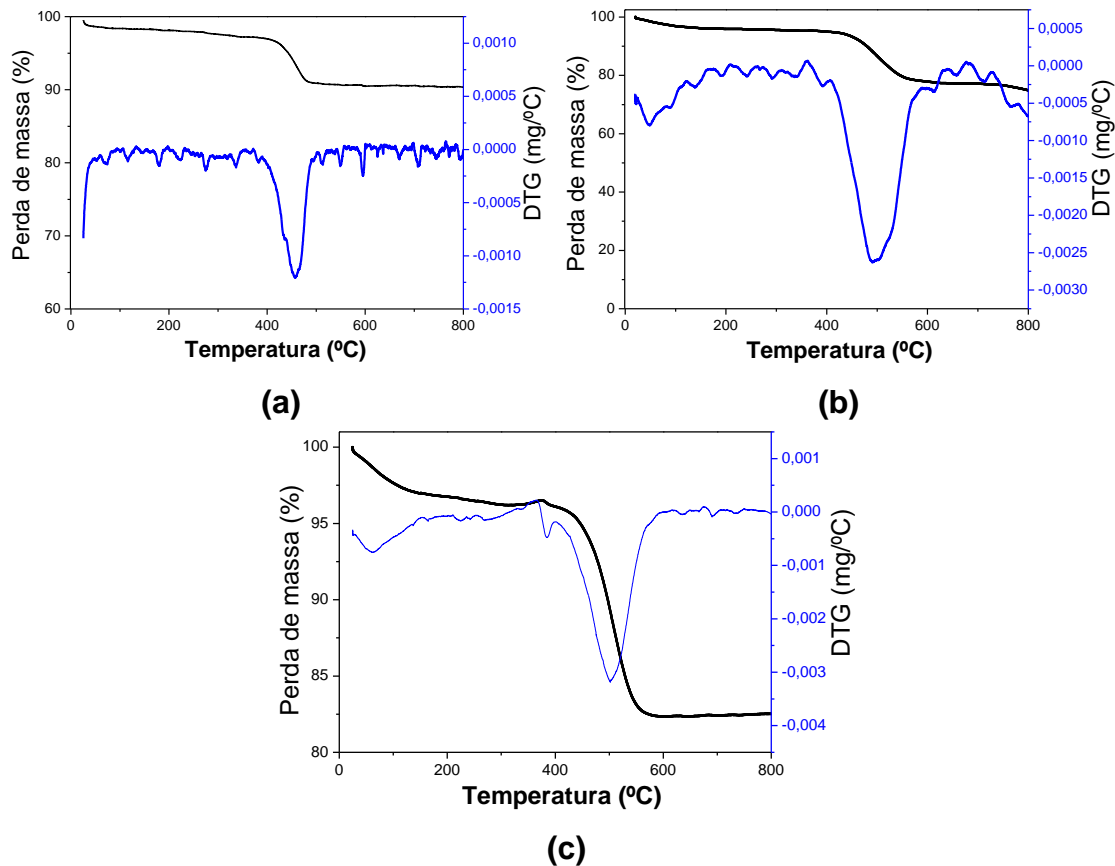 100
90
80
70
60
Perda de massa (%)
0,0010
0,0005
0,0000
-0,0005
-0,0010
-0,0015
DTG (mg/ºC)
0 200 400 600 800
Temperatura (ºC)
(a)
100
80
60
40
20
0
Perda de massa (%)
0,0005
0,0000
-0,0005
-0,0010
-0,0015
-0,0020
-0,0025
-0,0030
DTG (mg/ºC)
0 200 400 600 800
Temperatura (ºC)
(b)
100
95
90
85
80
Perda de massa (%)
0,001
0,000
-0,001
-0,002
-0,003
-0,004
DTG (mg/ºC)
0 200 400 600 800
Temperatura (ºC)
(c)